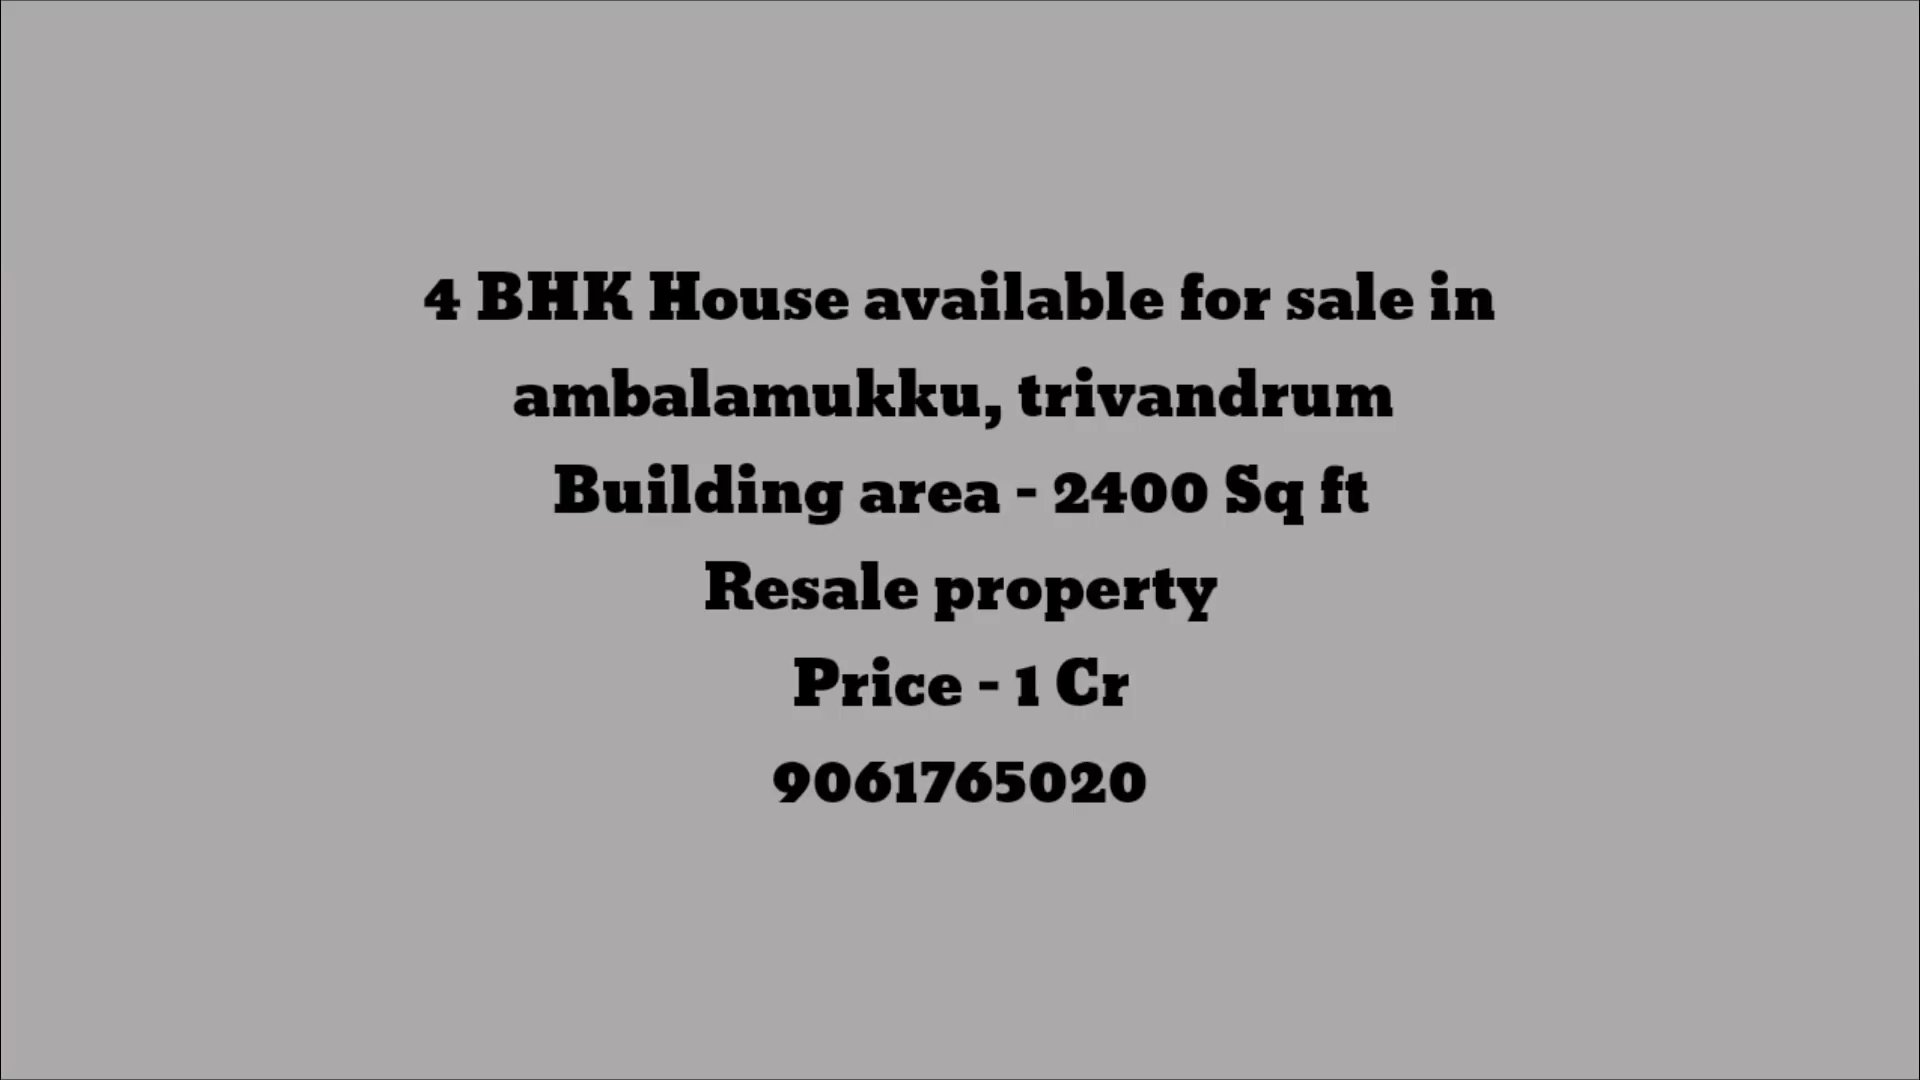 4 BHK House available for sale in
ambalamukku, trivandrum
Building area - 2400 Sq ft
Resale property
Price - 1 Cr
9061765020